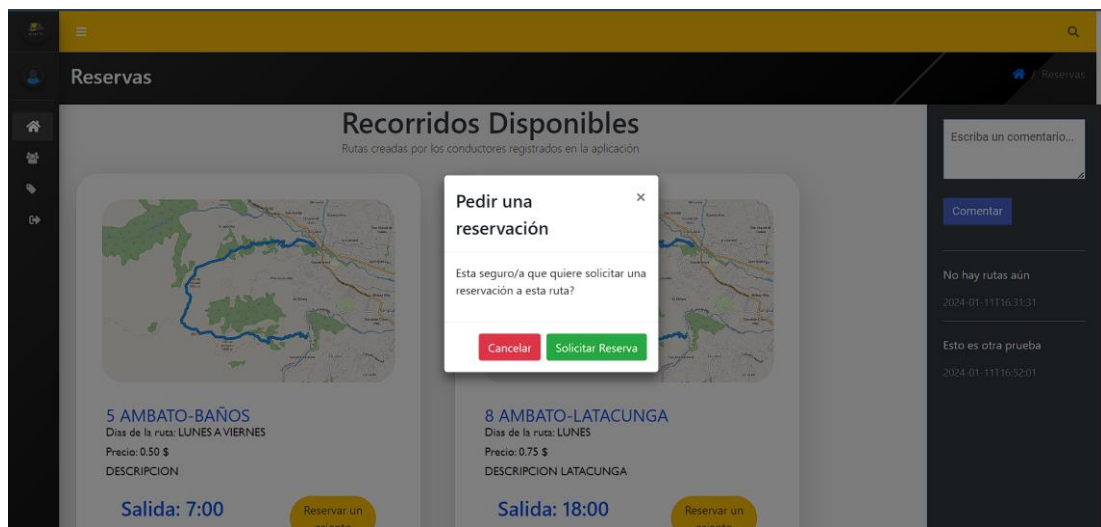 Reservas
/ Reservas
Recorridos Disponibles
Rutas creadas por los conductores registrados en la aplicación
Pedir una
reservación
×
Esta seguro/a que quiere solicitar una
reservación a esta ruta?
Cancelar
Solicitar Reserva
5 AMBATO-BAÑOS
Dias de la ruta: LUNES A VIERNES
Precio: 0.50 $
DESCRIPCION
Salida: 7:00
Reservar un
asiento
8 AMBATO-LATACUNGA
Dias de la ruta: LUNES
Precio: 0.75 $
DESCRIPCION LATACUNGA
Salida: 18:00
Reservar un
asiento
Escriba un comentario...
Comentar
No hay rutas aún
2024-01-11T16:31:31
Esto es otra prueba
2024-01-11T16:52:01